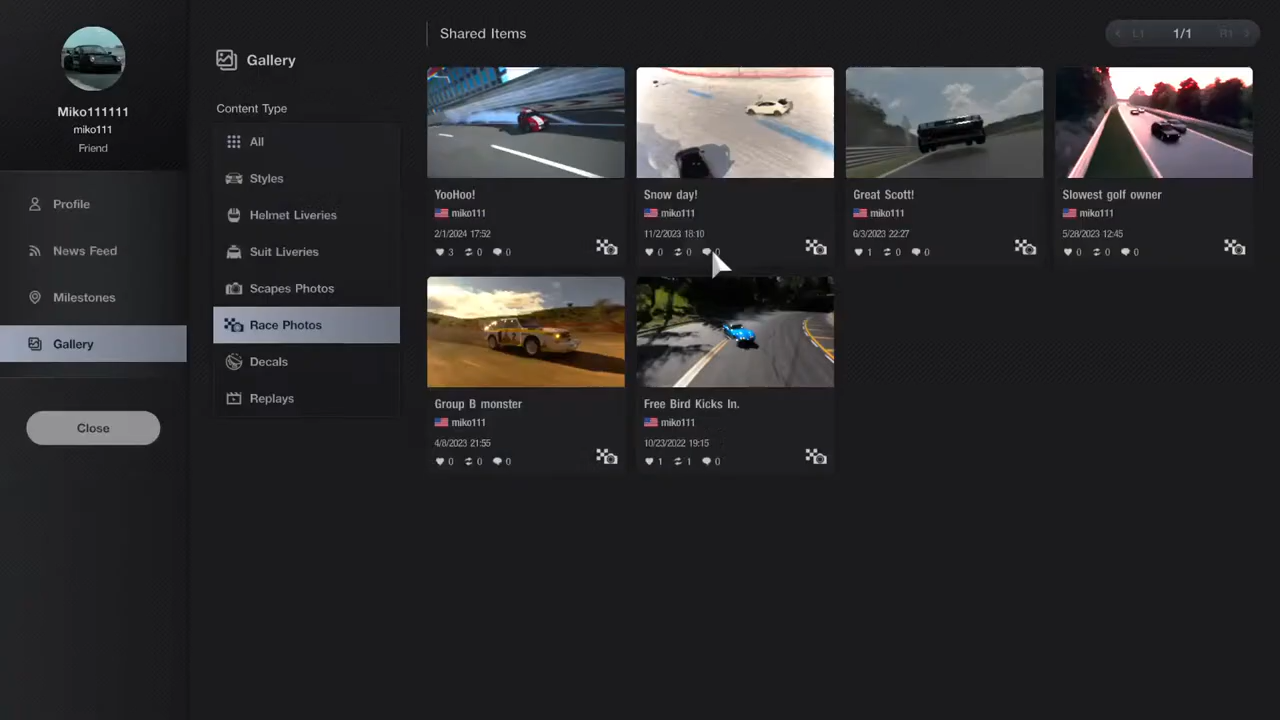 Miko111111
miko111
Friend
Profile
News Feed
Milestones
Gallery
Close
Gallery
Content Type
All
Styles
Helmet Liveries
Suit Liveries
Scapes Photos
Race Photos
Decals
Replays
Shared Items
L1 1/1 R1
YooHoo!
miko111
2/1/2024 17:52
3 0 0
Snow day!
miko111
11/2/2023 18:10
0 0 0
Great Scott!
miko111
6/3/2023 22:27
1 0 0
Slowest golf owner
miko111
5/28/2023 12:45
0 0 0
Group B monster
miko111
4/8/2023 21:55
0 0 0
Free Bird Kicks In.
miko111
10/23/2022 19:15
1 1 0